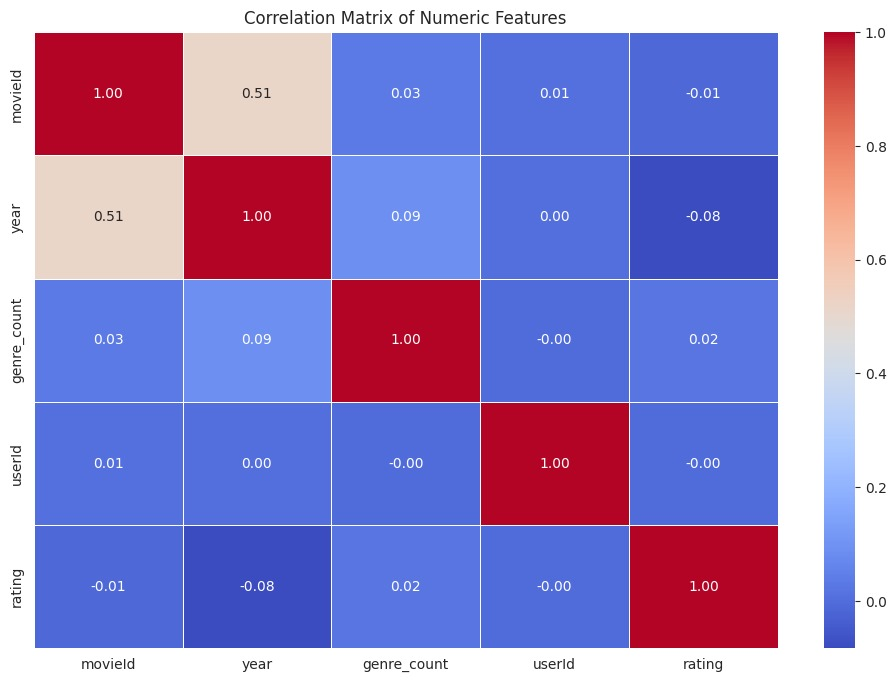 Correlation Matrix of Numeric Features
movieId 1.00 0.51 0.03 0.01 -0.01
year 0.51 1.00 0.09 0.00 -0.08
genre_count 0.03 0.09 1.00 -0.00 0.02
userId 0.01 0.00 -0.00 1.00 -0.00
rating -0.01 -0.08 0.02 -0.00 1.00
movieId year genre_count userId rating
1.0
0.8
0.6
0.4
0.2
0.0